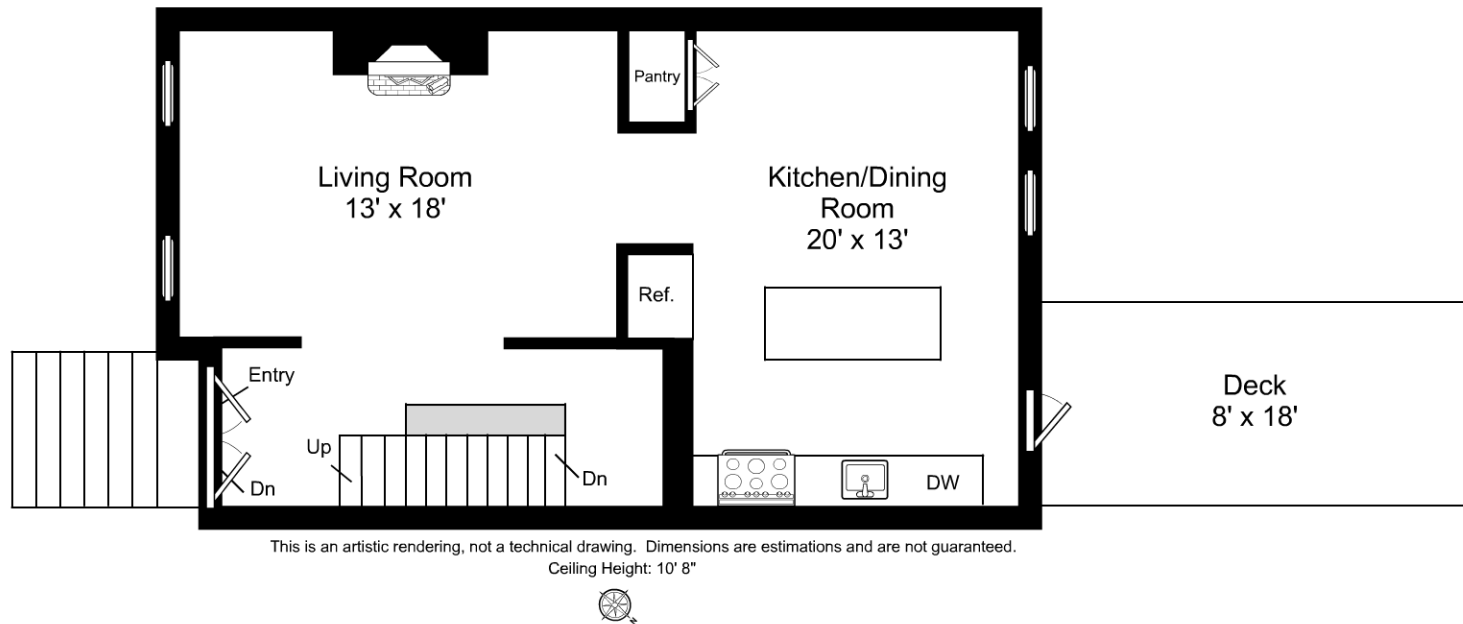 Pantry
Living Room
13' x 18'
Kitchen/Dining
Room
20' x 13'
Ref.
Entry
Deck
8' x 18'
Up
Dn
Dn
DW
This is an artistic rendering, not a technical drawing. Dimensions are estimations and are not guaranteed.
Ceiling Height: 10' 8"
N